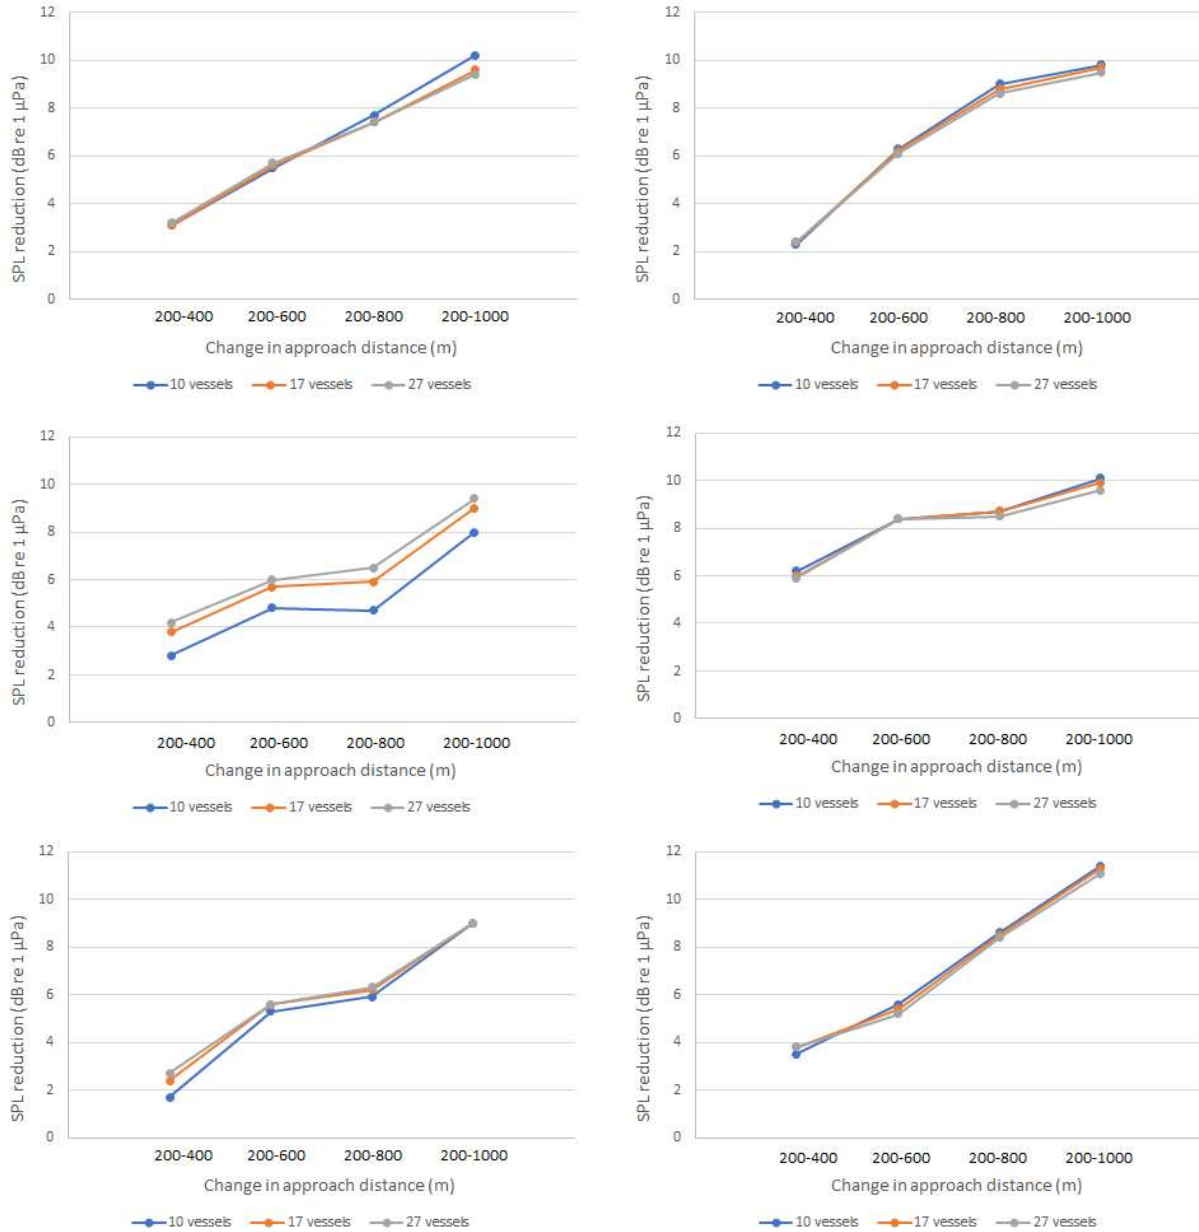 SPL reduction (dB re 1 µPa)
12
10
8
6
4
2
0
200-400 200-600 200-800 200-1000
Change in approach distance (m)
10 vessels 17 vessels 27 vessels
SPL reduction (dB re 1 µPa)
12
10
8
6
4
2
0
200-400 200-600 200-800 200-1000
Change in approach distance (m)
10 vessels 17 vessels 27 vessels
SPL reduction (dB re 1 µPa)
12
10
8
6
4
2
0
200-400 200-600 200-800 200-1000
Change in approach distance (m)
10 vessels 17 vessels 27 vessels
SPL reduction (dB re 1 µPa)
12
10
8
6
4
2
0
200-400 200-600 200-800 200-1000
Change in approach distance (m)
10 vessels 17 vessels 27 vessels
SPL reduction (dB re 1 µPa)
12
10
8
6
4
2
0
200-400 200-600 200-800 200-1000
Change in approach distance (m)
10 vessels 17 vessels 27 vessels
SPL reduction (dB re 1 µPa)
12
10
8
6
4
2
0
200-400 200-600 200-800 200-1000
Change in approach distance (m)
10 vessels 17 vessels 27 vessels